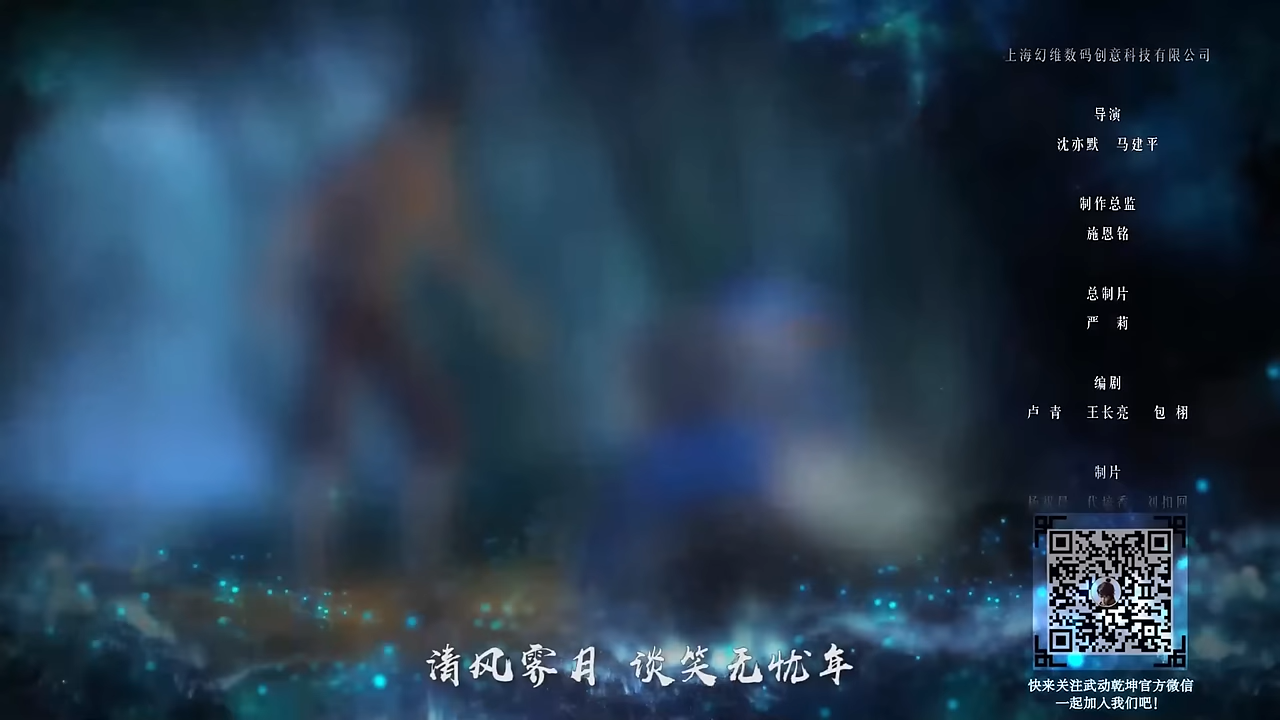 上海幻维数码创意科技有限公司
导演
沈亦默 马建平
制作总监
施恩铭
总制片
严 莉
编剧
卢 青 王长亮 包 栩
制片
清风霁月 谈笑无忧年
快来关注武动乾坤官方微信
一起加入我们吧！